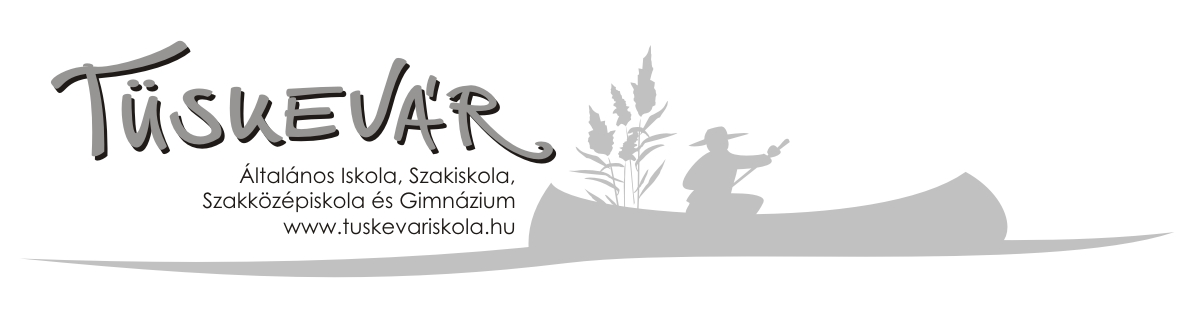 TÜSKEVÁR
Általános Iskola, Szakiskola,
Szakközépiskola és Gimnázium
www.tuskevariskola.hu